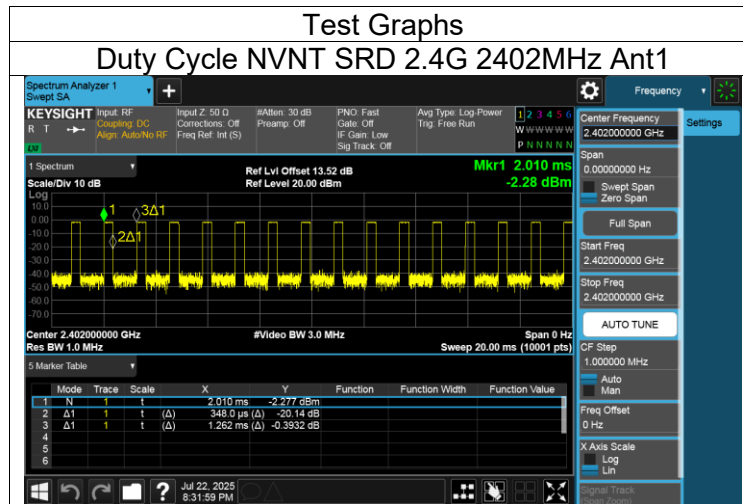 Test Graphs
Duty Cycle NVNT SRD 2.4G 2402MHz Ant1
Spectrum Analyzer 1
Swept SA
+
Frequency
KEYSIGHT
R T
Input: RF
Coupling: DC
Align: Auto/No RF
Input Z: 50 Ω
Corrections: Off
Freq Ref: Int (S)
#Atten: 30 dB
Preamp: Off
PNO: Fast
Gate: Off
IF Gain: Low
Sig Track: Off
Avg Type: Log-Power
Trig: Free Run
1 2 3 4 5 6
W W W W W W
P N N N N N
Center Frequency
2.402000000 GHz
Settings
Span
0.00000000 Hz
Swept Span
Zero Span
Full Span
Start Freq
2.402000000 GHz
Stop Freq
2.402000000 GHz
AUTO TUNE
CF Step
1.000000 MHz
Auto
Man
Freq Offset
0 Hz
X Axis Scale
Log
Lin
Signal Track
(Span Zoom)
1 Spectrum
Scale/Div 10 dB
Ref Lvl Offset 13.52 dB
Ref Level 20.00 dBm
Mkr1 2.010 ms
-2.28 dBm
Log
10.0
0.00
-10.0
-20.0
-30.0
-40.0
-50.0
-60.0
-70.0
1
3Δ1
2Δ1
Center 2.402000000 GHz
Res BW 1.0 MHz
#Video BW 3.0 MHz
Span 0 Hz
Sweep 20.00 ms (10001 pts)
5 Marker Table
Mode Trace Scale X Y Function Function Width Function Value
1 N 1 t 2.010 ms -2.277 dBm
2 Δ1 1 t (Δ) 348.0 µs (Δ) -20.14 dB
3 Δ1 1 t (Δ) 1.262 ms (Δ) -0.3932 dB
4
5
6
?
Jul 22, 2025
8:31:59 PM